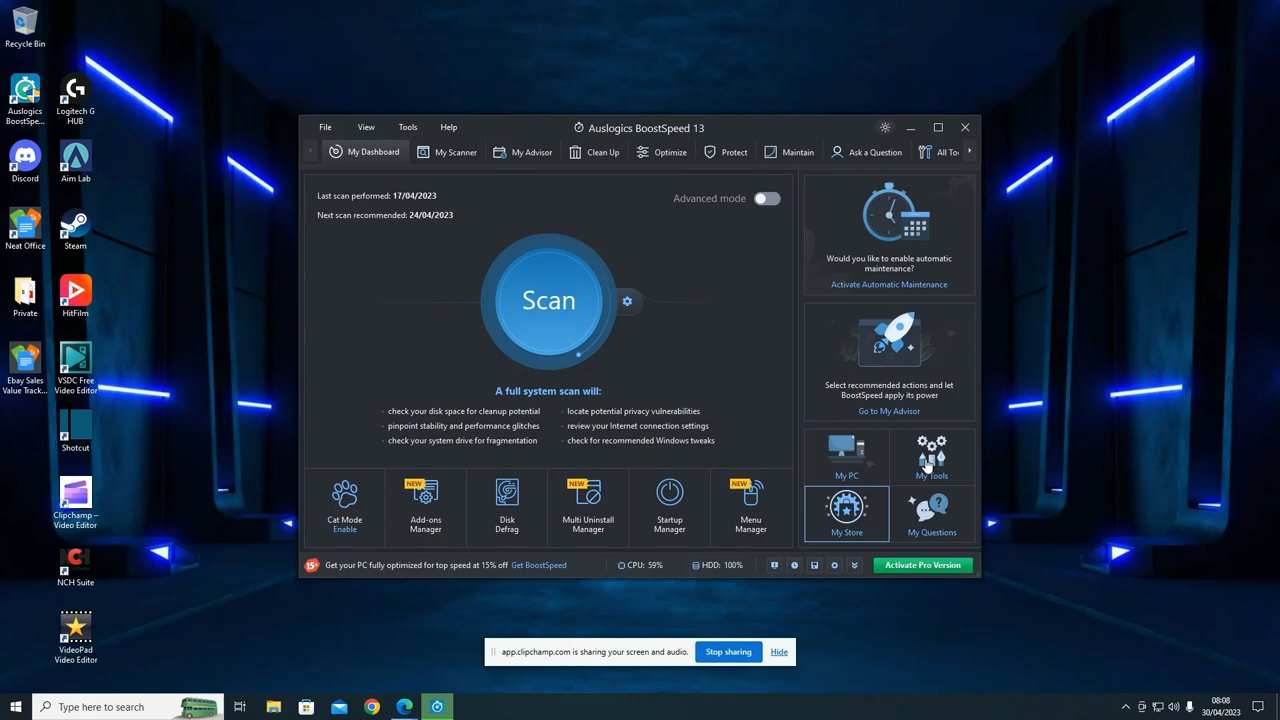 Recycle Bin
Auslogics
BoostSpe...
Logitech G
HUB
Discord
Aim Lab
Neat Office
Steam
Private
HitFilm
Ebay Sales
Value Track...
VSDC Free
Video Editor
Shotcut
Clipchamp –
Video Editor
NCH Suite
VideoPad
Video Editor
File View Tools Help
Auslogics BoostSpeed 13
My Dashboard My Scanner My Advisor Clean Up Optimize Protect Maintain Ask a Question All Too
Last scan performed: 17/04/2023
Next scan recommended: 24/04/2023
Advanced mode
Scan
A full system scan will:
· check your disk space for cleanup potential
· pinpoint stability and performance glitches
· check your system drive for fragmentation
· locate potential privacy vulnerabilities
· review your Internet connection settings
· check for recommended Windows tweaks
Would you like to enable automatic
maintenance?
Activate Automatic Maintenance
Select recommended actions and let
BoostSpeed apply its power
Go to My Advisor
My PC
My Tools
My Store
My Questions
Cat Mode
Enable
NEW
Add-ons
Manager
Disk
Defrag
NEW
Multi Uninstall
Manager
Startup
Manager
NEW
Menu
Manager
15% Get your PC fully optimized for top speed at 15% off Get BoostSpeed
CPU: 59%
HDD: 100%
Activate Pro Version
app.clipchamp.com is sharing your screen and audio.
Stop sharing
Hide
Type here to search
08:08
30/04/2023